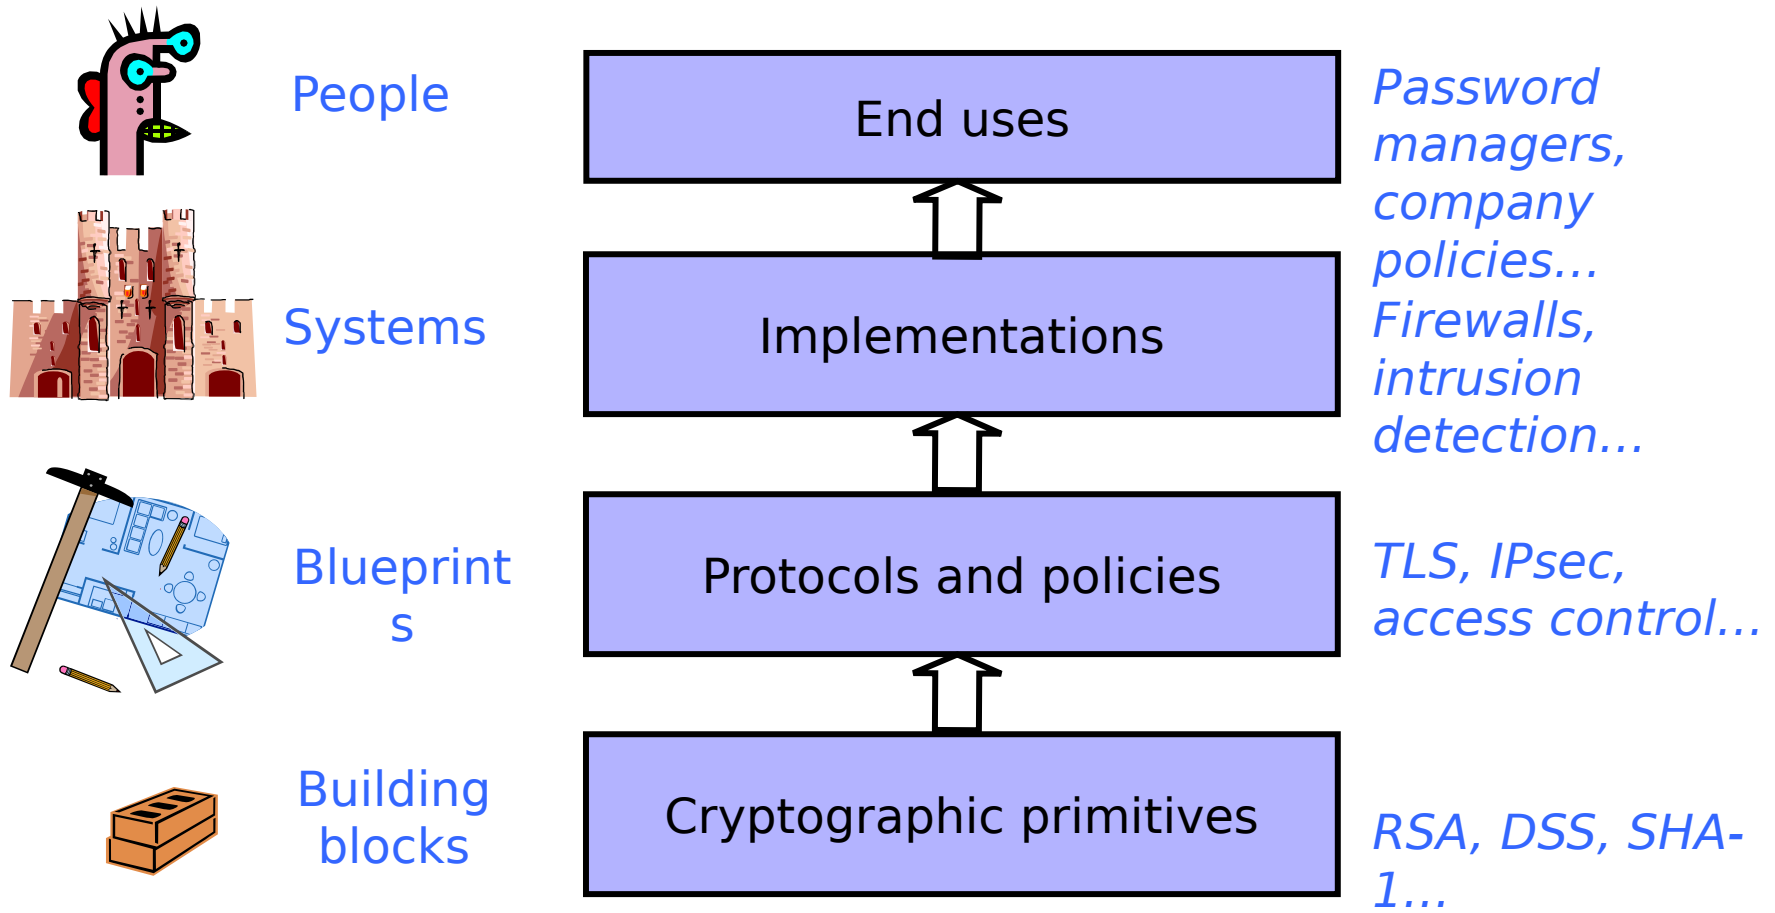 People
End uses
Password
managers,
company
policies...
Systems
Implementations
Firewalls,
intrusion
detection...
Blueprint
s
Protocols and policies
TLS, IPsec,
access control...
Building
blocks
Cryptographic primitives
RSA, DSS, SHA-
1...